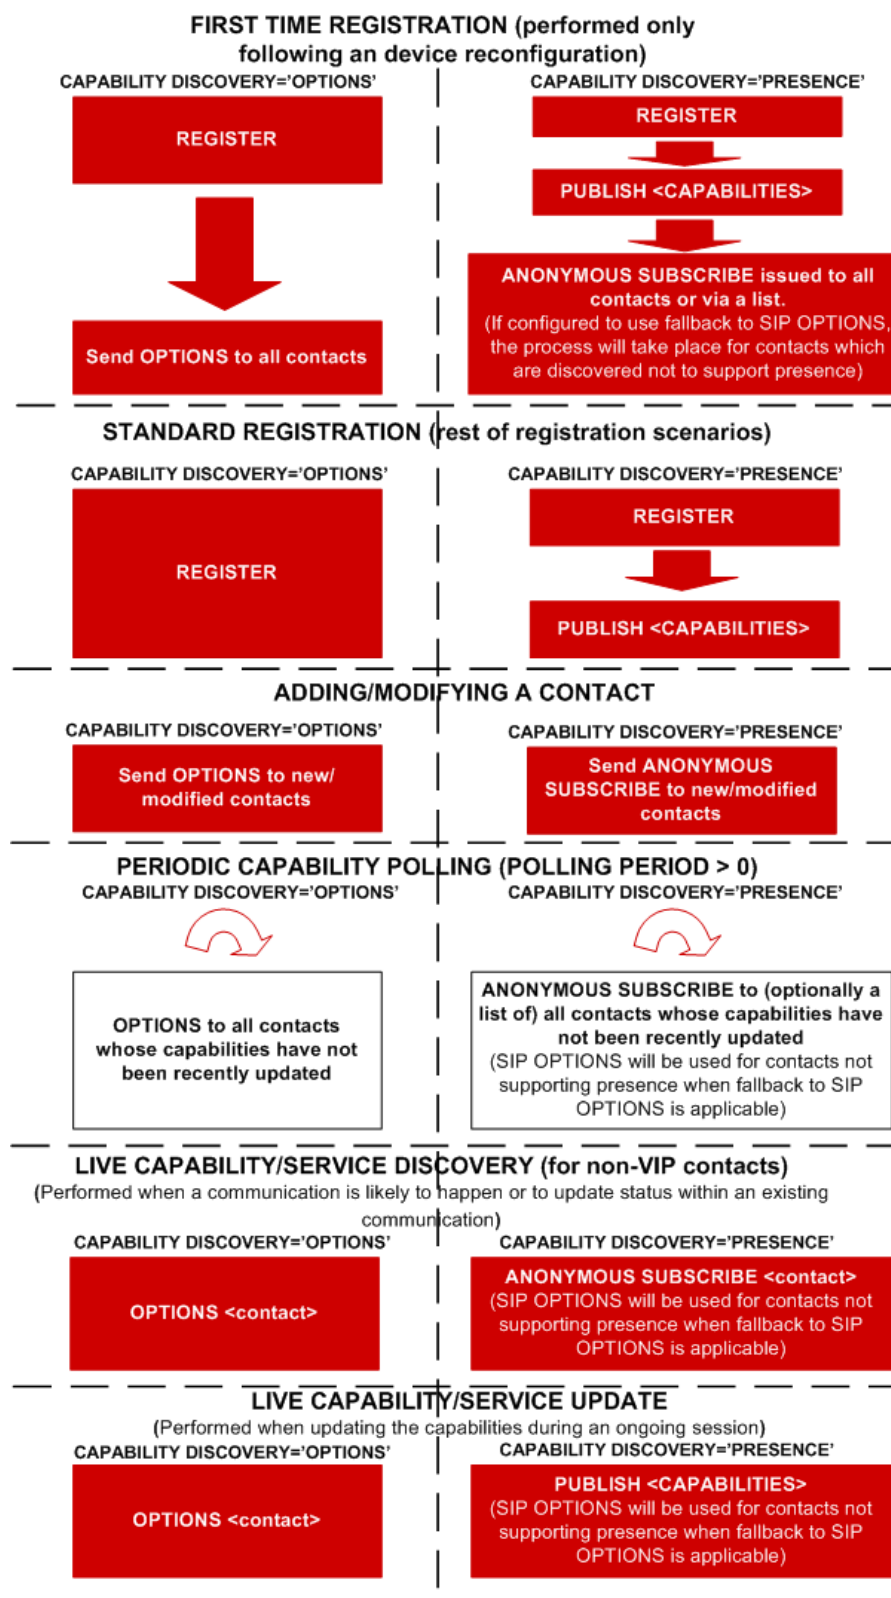 FIRST TIME REGISTRATION (performed only
following an device reconfiguration)
CAPABILITY DISCOVERY='OPTIONS'
REGISTER
Send OPTIONS to all contacts
CAPABILITY DISCOVERY='PRESENCE'
REGISTER
PUBLISH <CAPABILITIES>
ANONYMOUS SUBSCRIBE issued to all
contacts or via a list.
(If configured to use fallback to SIP OPTIONS,
the process will take place for contacts which
are discovered not to support presence)
STANDARD REGISTRATION (rest of registration scenarios)
CAPABILITY DISCOVERY='OPTIONS'
REGISTER
CAPABILITY DISCOVERY='PRESENCE'
REGISTER
PUBLISH <CAPABILITIES>
ADDING/MODIFYING A CONTACT
CAPABILITY DISCOVERY='OPTIONS'
Send OPTIONS to new/
modified contacts
CAPABILITY DISCOVERY='PRESENCE'
Send ANONYMOUS
SUBSCRIBE to new/modified
contacts
PERIODIC CAPABILITY POLLING (POLLING PERIOD > 0)
CAPABILITY DISCOVERY='OPTIONS'
OPTIONS to all contacts
whose capabilities have not
been recently updated
CAPABILITY DISCOVERY='PRESENCE'
ANONYMOUS SUBSCRIBE to (optionally a
list of) all contacts whose capabilities have
not been recently updated
(SIP OPTIONS will be used for contacts not
supporting presence when fallback to SIP
OPTIONS is applicable)
LIVE CAPABILITY/SERVICE DISCOVERY (for non-VIP contacts)
(Performed when a communication is likely to happen or to update status within an existing
communication)
CAPABILITY DISCOVERY='OPTIONS'
OPTIONS <contact>
CAPABILITY DISCOVERY='PRESENCE'
ANONYMOUS SUBSCRIBE <contact>
(SIP OPTIONS will be used for contacts not
supporting presence when fallback to SIP
OPTIONS is applicable)
LIVE CAPABILITY/SERVICE UPDATE
(Performed when updating the capabilities during an ongoing session)
CAPABILITY DISCOVERY='OPTIONS'
OPTIONS <contact>
CAPABILITY DISCOVERY='PRESENCE'
PUBLISH <CAPABILITIES>
(SIP OPTIONS will be used for contacts not
supporting presence when fallback to SIP
OPTIONS is applicable)